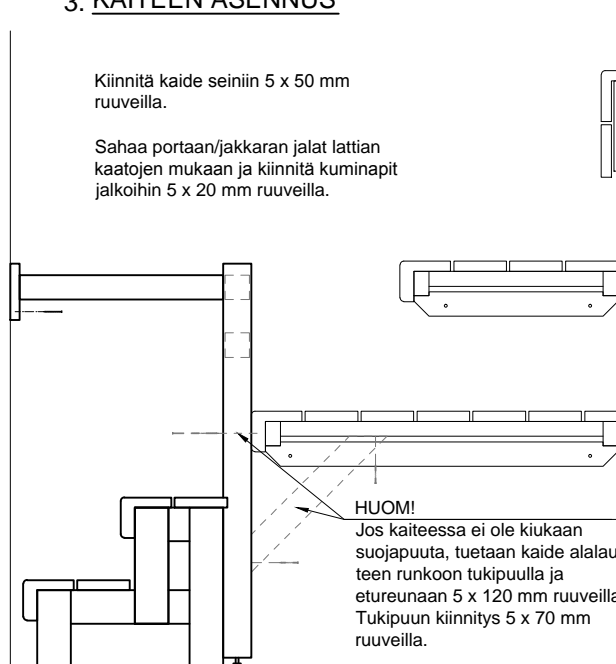 3. KAITEEN ASENNUS
Kiinnitä kaide seiniin 5 x 50 mm
ruuveilla.
Sahaa portaan/jakkaran jalat lattian
kaatojen mukaan ja kiinnitä kuminapit
jalkoihin 5 x 20 mm ruuveilla.
HUOM!
Jos kaiteessa ei ole kiukaan
suojapuuta, tuetaan kaide alalau
teen runkoon tukipuulla ja
etureunaan 5 x 120 mm ruuveilla
Tukipuun kiinnitys 5 x 70 mm
ruuveilla.